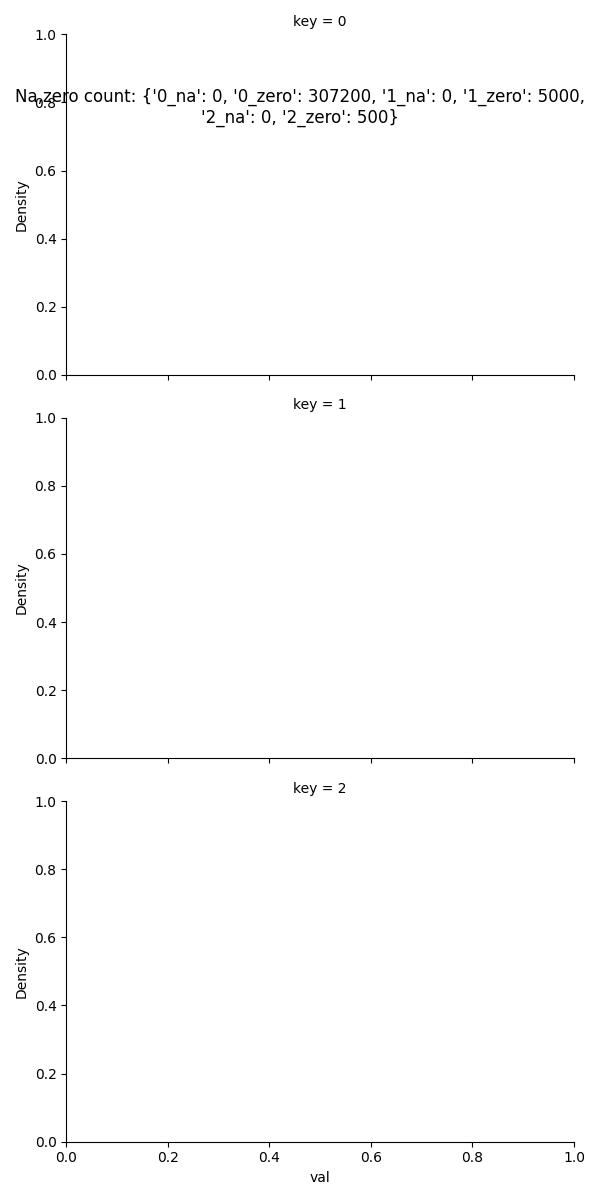 key = 0
1.0
Na,zero count: {'0_na': 0, '0_zero': 307200, '1_na': 0, '1_zero': 5000,
'2_na': 0, '2_zero': 500}
0.8
0.6
Density
0.4
0.2
0.0
key = 1
1.0
0.8
0.6
Density
0.4
0.2
0.0
key = 2
1.0
0.8
0.6
Density
0.4
0.2
0.0
0.0 0.2 0.4 0.6 0.8 1.0
val